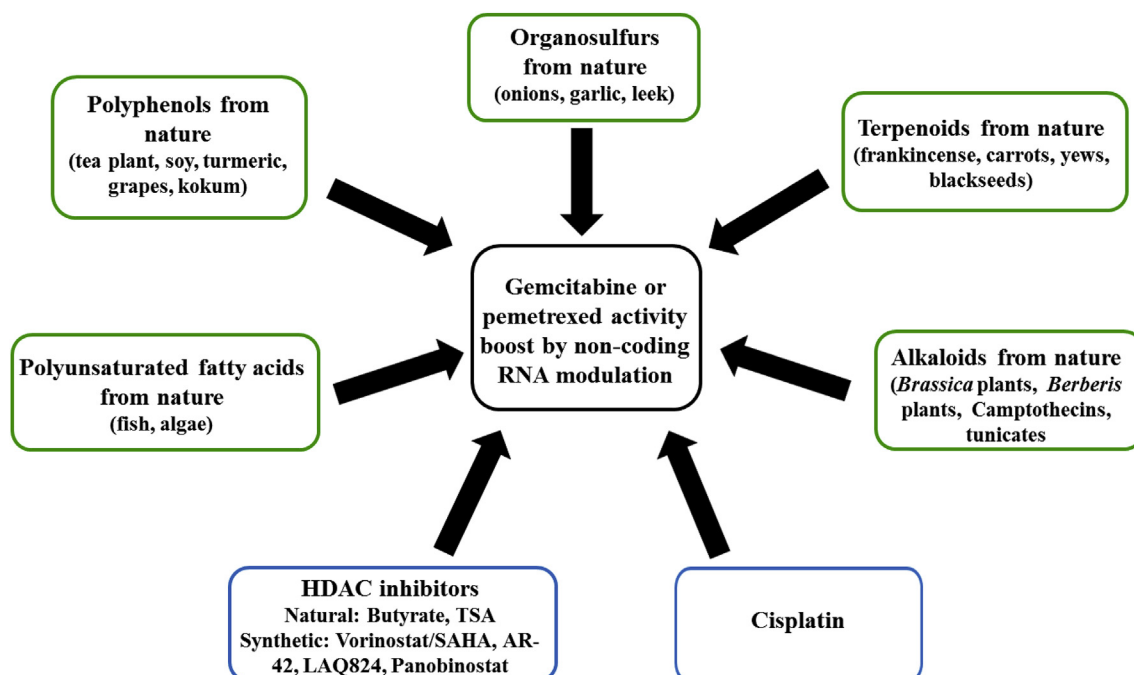 Organosulfurs
from nature
(onions, garlic, leek)
Polyphenols from
nature
(tea plant, soy, turmeric,
grapes, kokum)
Terpenoids from nature
(frankincense, carrots, yews,
blackseeds)
Gemcitabine or
pemetrexed activity
boost by non-coding
RNA modulation
Polyunsaturated fatty acids
from nature
(fish, algae)
Alkaloids from nature
(Brassica plants, Berberis
plants, Camptothecins,
tunicates
HDAC inhibitors
Natural: Butyrate, TSA
Synthetic: Vorinostat/SAHA, AR-
42, LAQ824, Panobinostat
Cisplatin